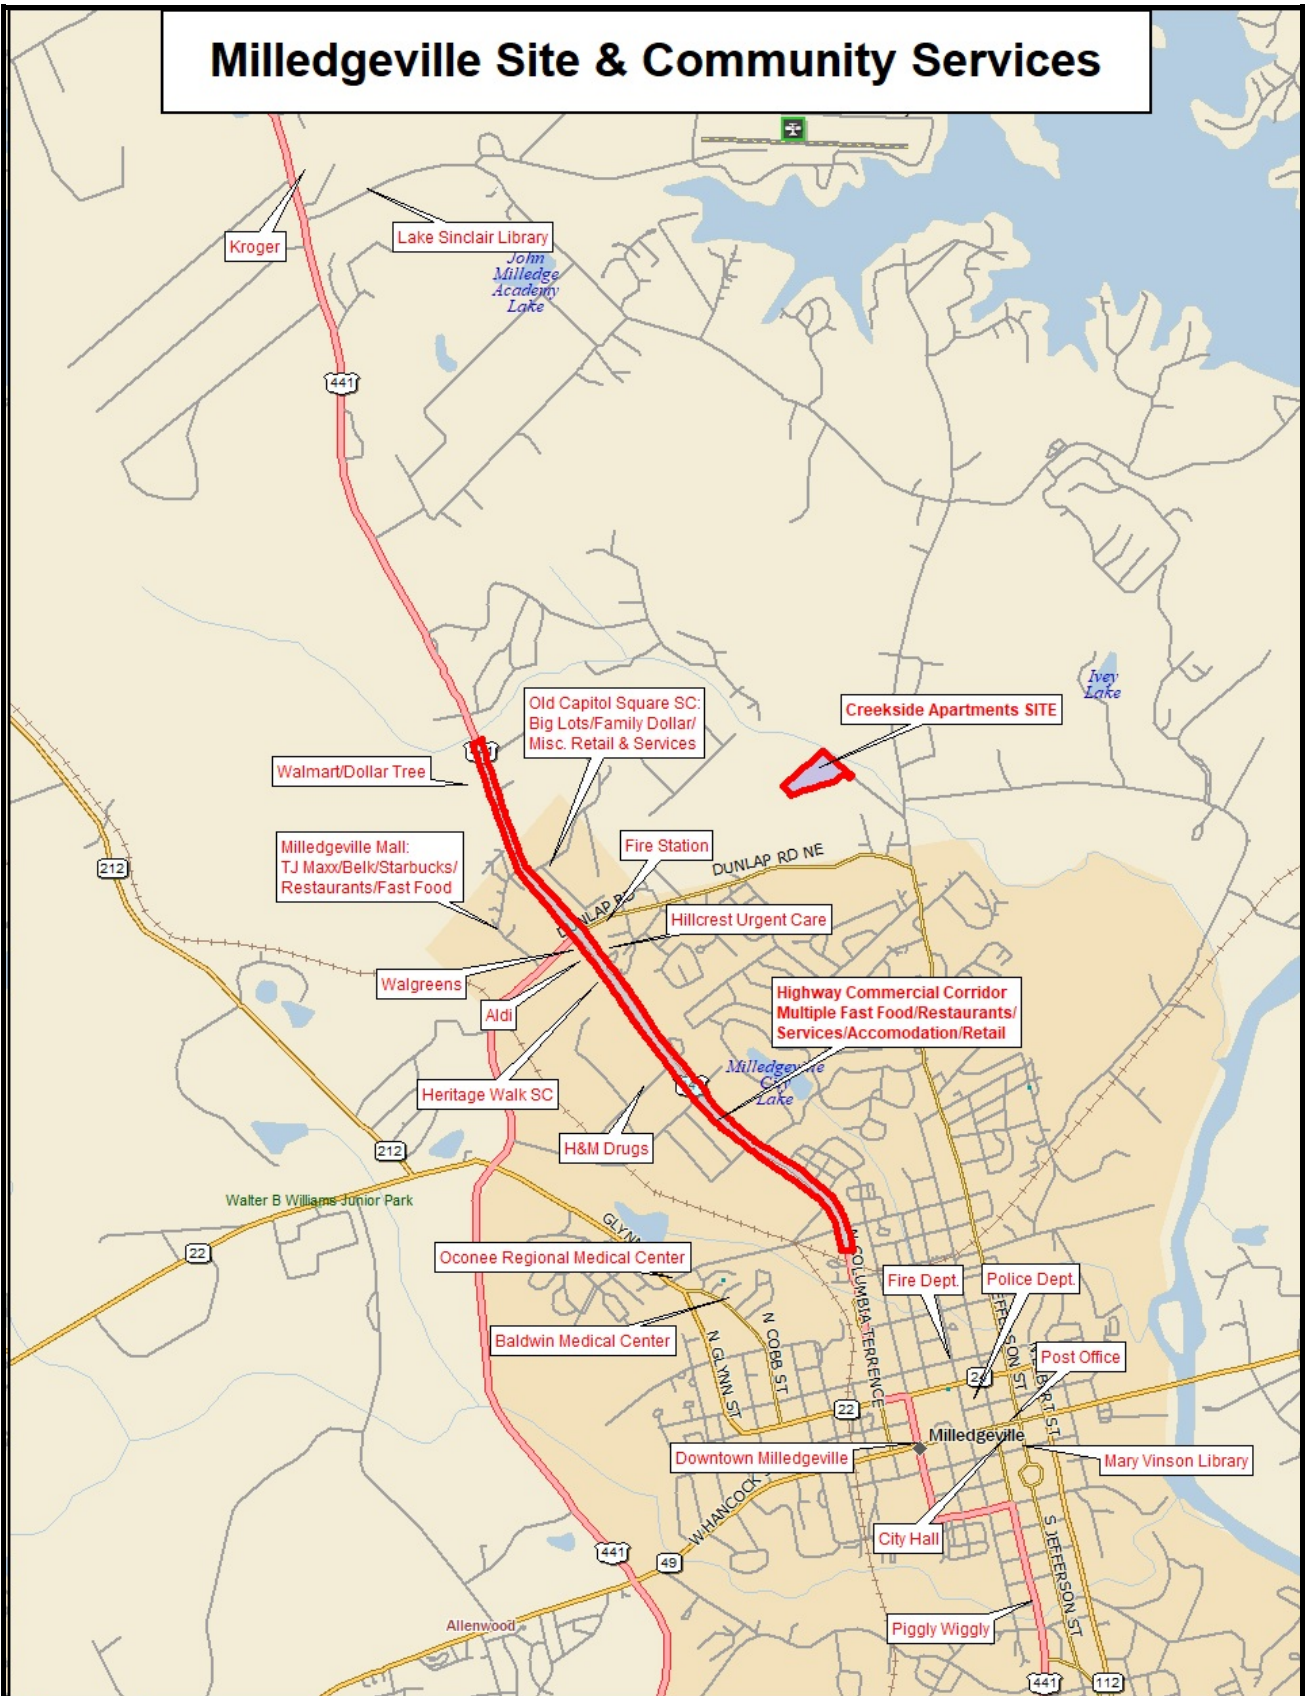 Milledgeville Site & Community Services
Kroger
Lake Sinclair Library
John
Milledge
Academy
Lake
441
Ivey
Lake
Old Capitol Square SC:
Big Lots/Family Dollar/
Misc. Retail & Services
Creekside Apartments SITE
Walmart/Dollar Tree
Milledgeville Mall:
TJ Maxx/Belk/Starbucks/
Restaurants/Fast Food
Fire Station
DUNLAP RD NE
212
DUNLAP RD
Hillcrest Urgent Care
Walgreens
Aldi
Highway Commercial Corridor
Multiple Fast Food/Restaurants/
Services/Accomodation/Retail
Heritage Walk SC
Lake
H&M Drugs
212
Walter B Williams Junior Park
22
Oconee Regional Medical Center
N COLUMBIA TERRENCE
Fire Dept.
Police Dept.
Baldwin Medical Center
N GLYNN ST
N COBB ST
Post Office
22
Milledgeville
Downtown Milledgeville
Mary Vinson Library
W HANCOCK
City Hall
S JEFFERSON ST
441
49
Allenwood
Piggly Wiggly
441
112